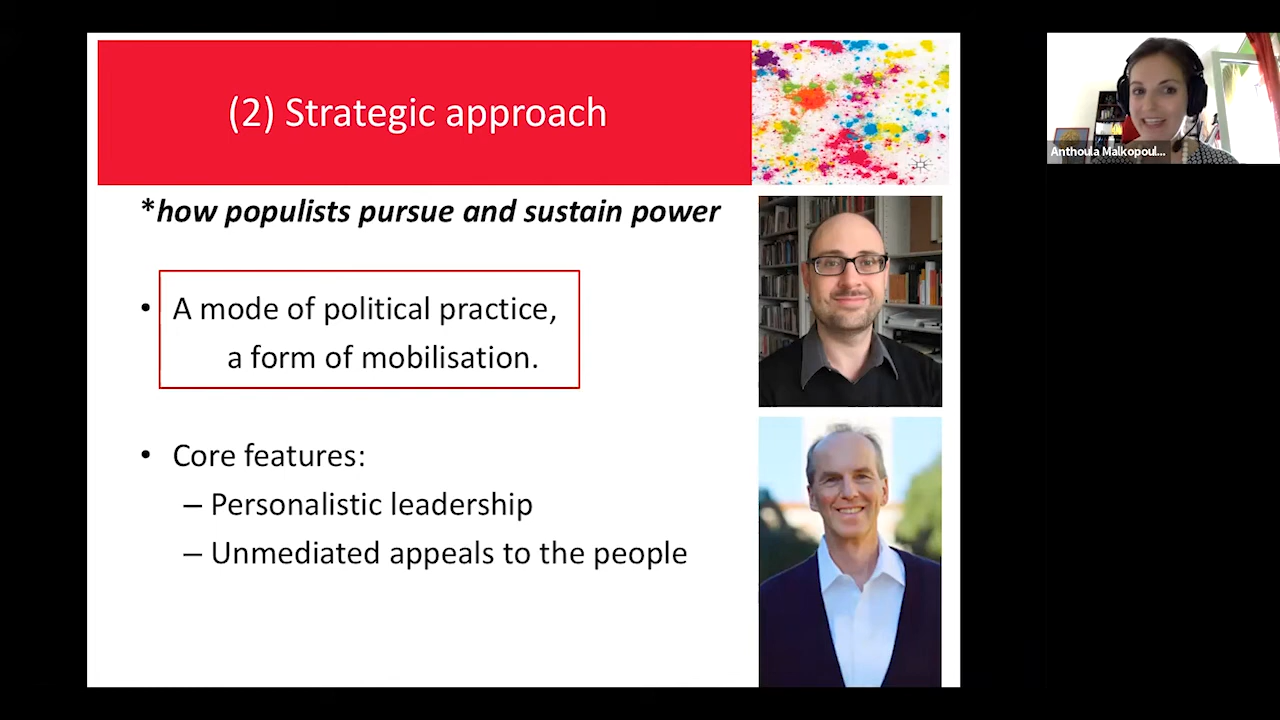 (2) Strategic approach
*how populists pursue and sustain power
• A mode of political practice,
a form of mobilisation.
• Core features:
– Personalistic leadership
– Unmediated appeals to the people
Anthoula Malkopoul...